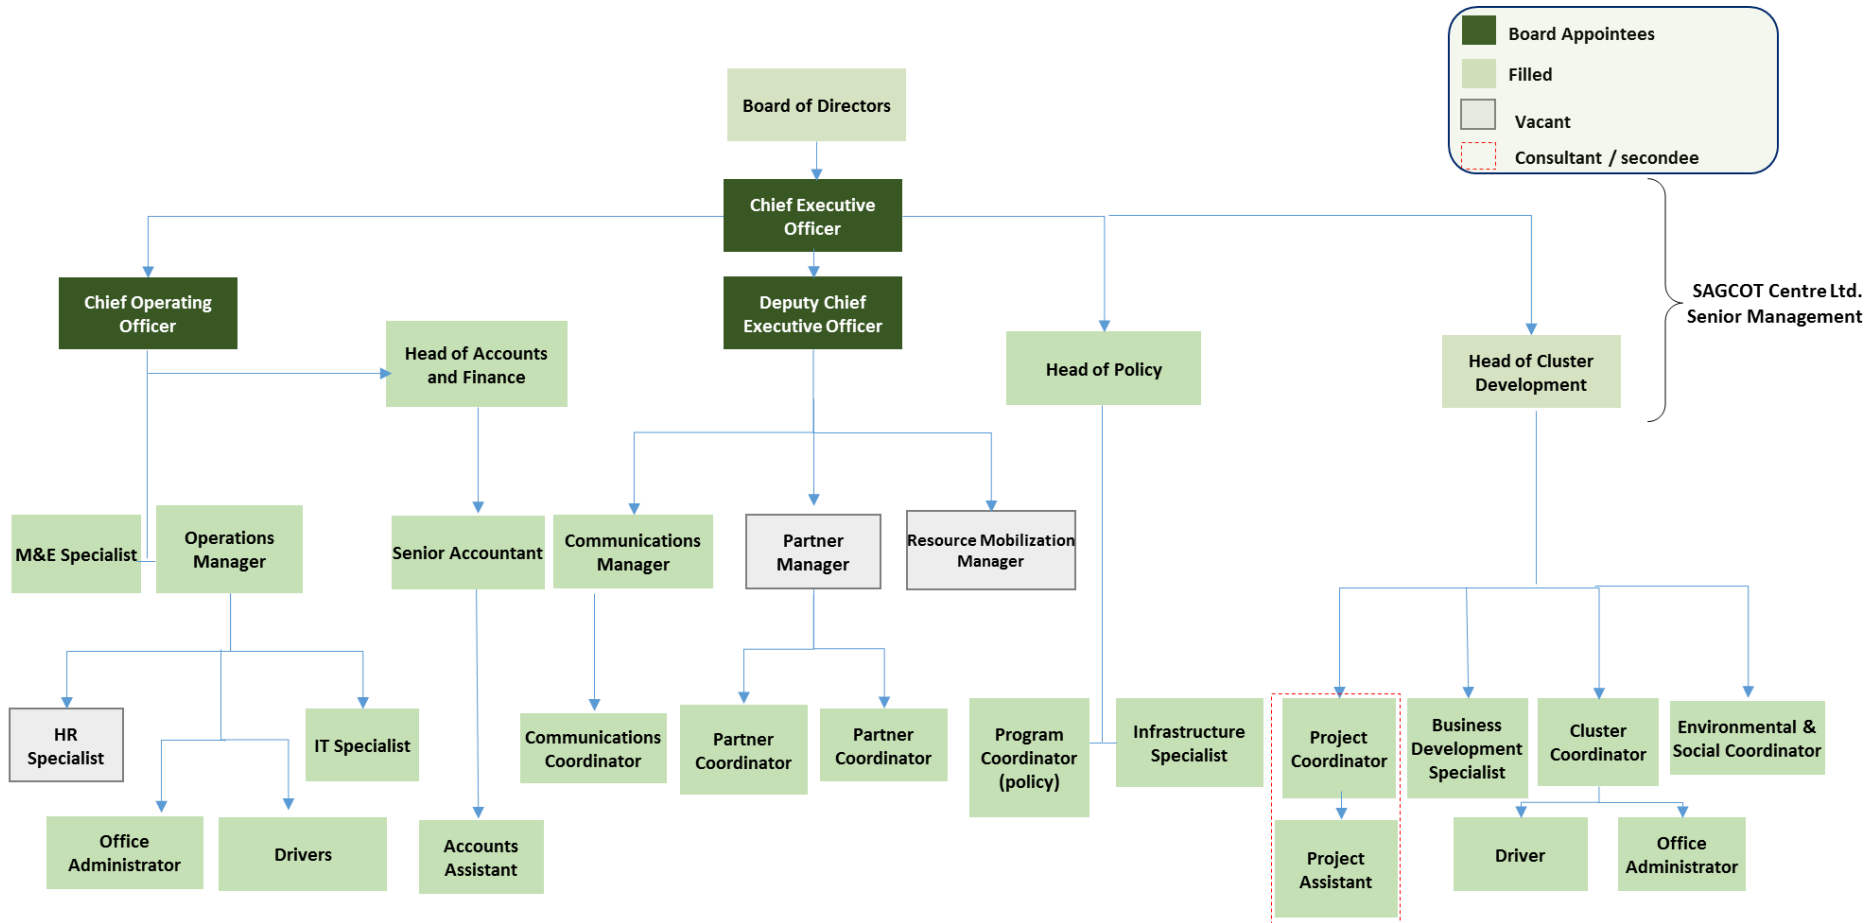 Board Appointees
Filled
Vacant
Consultant / secondee
Board of Directors
Chief Executive
Officer
Chief Operating
Officer
Deputy Chief
Executive Officer
SAGCOT Centre Ltd.
Senior Management
Head of Accounts
and Finance
Head of Policy
Head of Cluster
Development
M&E Specialist
Operations
Manager
Senior Accountant
Communications
Manager
Partner
Manager
Resource Mobilization
Manager
HR
Specialist
IT Specialist
Communications
Coordinator
Partner
Coordinator
Partner
Coordinator
Program
Coordinator
(policy)
Infrastructure
Specialist
Project
Coordinator
Business
Development
Specialist
Cluster
Coordinator
Environmental &
Social Coordinator
Office
Administrator
Drivers
Accounts
Assistant
Project
Assistant
Driver
Office
Administrator